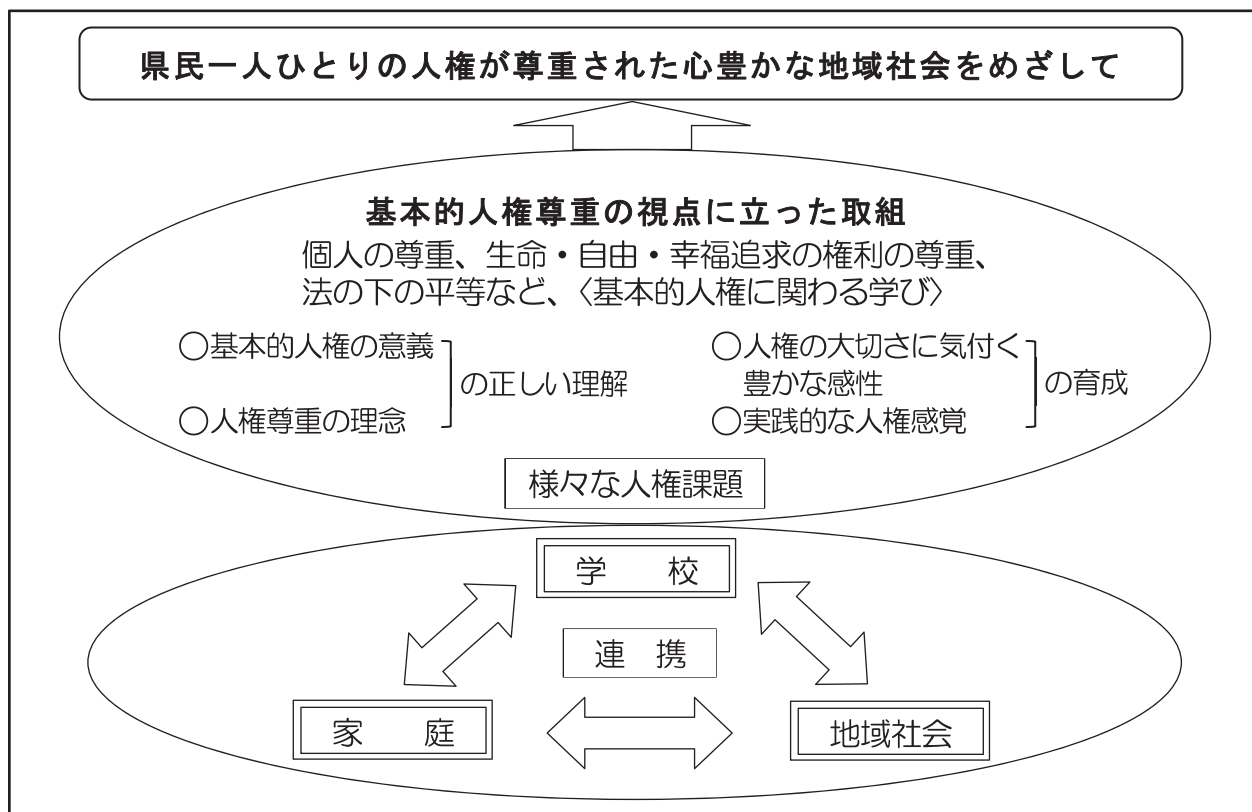 県民一人ひとりの人権が尊重された心豊かな地域社会をめざして
基本的人権尊重の視点に立った取組
個人の尊重、生命・自由・幸福追求の権利の尊重、
法の下の平等など、〈基本的人権に関わる学び〉
○基本的人権の意義
の正しい理解
○人権尊重の理念
○人権の大切さに気付く
豊かな感性
の育成
○実践的な人権感覚
様々な人権課題
学　校
連　携
家　庭
地域社会